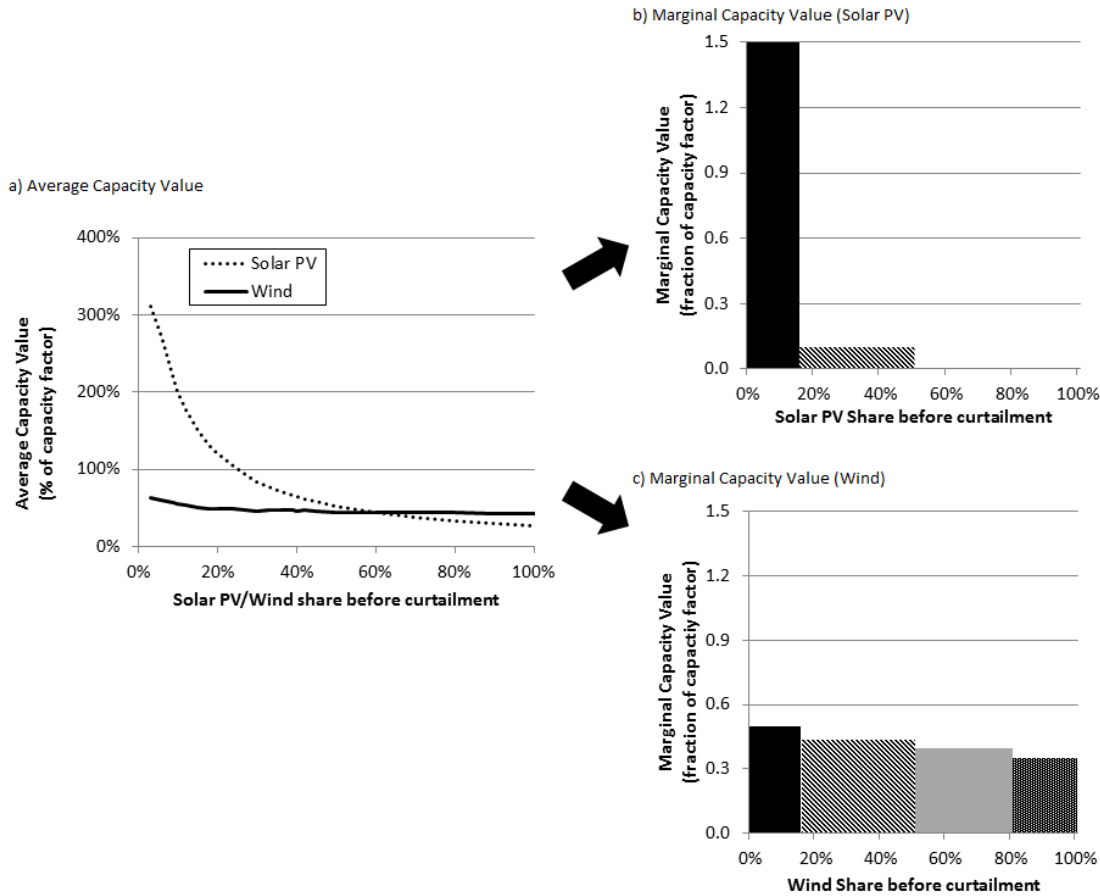 a) Average Capacity Value
Average Capacity Value
(% of capacity factor)
400%
300%
200%
100%
0%
Solar PV
Wind
0% 20% 40% 60% 80% 100%
Solar PV/Wind share before curtailment
b) Marginal Capacity Value (Solar PV)
Marginal Capacity Value
(fraction of capacity factor)
1.5
1.2
0.9
0.6
0.3
0.0
0% 20% 40% 60% 80% 100%
Solar PV Share before curtailment
c) Marginal Capacity Value (Wind)
Marginal Capacity Value
(fraction of capactiy factor)
1.5
1.2
0.9
0.6
0.3
0.0
0% 20% 40% 60% 80% 100%
Wind Share before curtailment